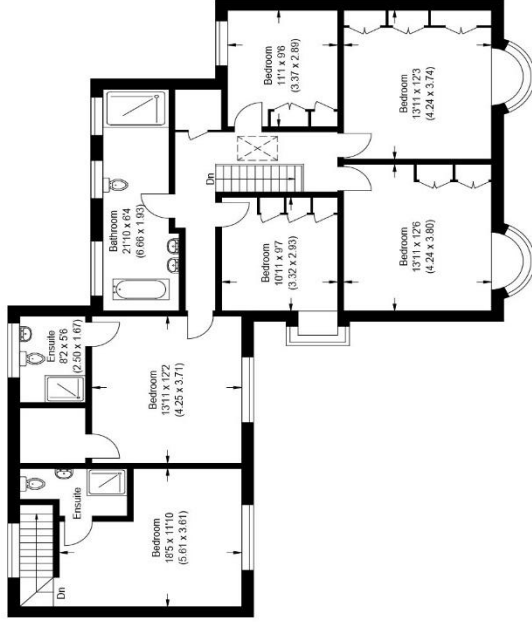 Bedroom
11'1 x 9'6
(3.37 x 2.89)
Bedroom
13'11 x 12'3
(4.24 x 3.74)
Bathroom
21'10 x 6'4
(6.66 x 1.93)
Dn
Bedroom
10'11 x 9'7
(3.32 x 2.93)
Bedroom
13'11 x 12'6
(4.24 x 3.80)
Ensuite
8'2 x 5'6
(2.50 x 1.67)
Bedroom
13'11 x 12'2
(4.25 x 3.71)
Ensuite
Bedroom
18'5 x 11'10
(5.61 x 3.61)
Dn